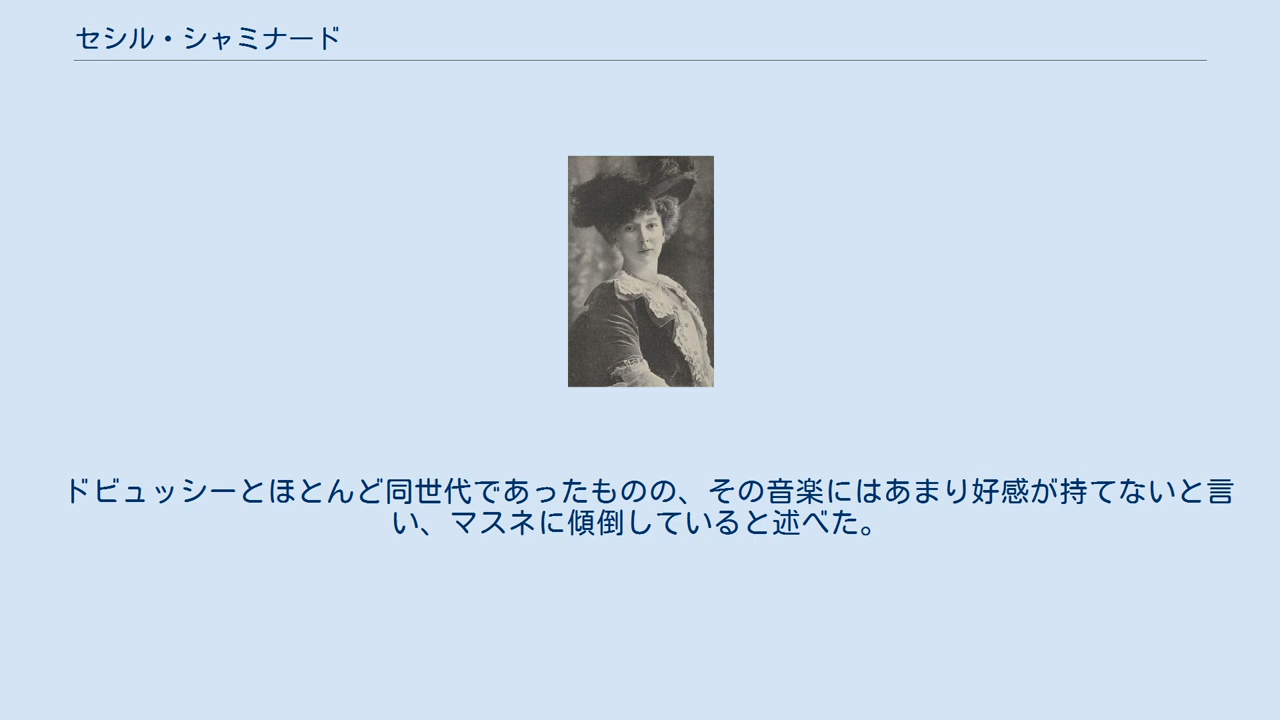 セシル・シャミナード
ドビュッシーとほとんど同世代であったものの、その音楽にはあまり好感が持てないと言
い、マスネに傾倒していると述べた。